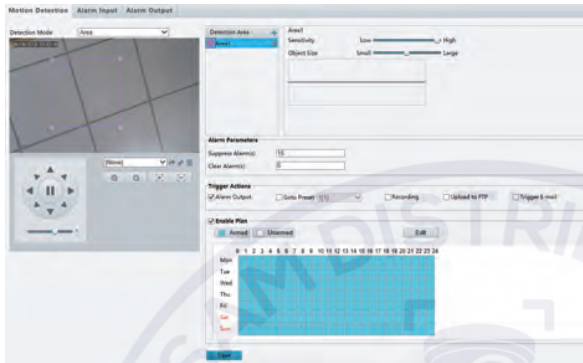 Motion Detection Alarm Input Alarm Output
Detection Mode Area
Detection Area
Area1
Area1
Sensitivity Low High
Object Size Small Large
[None]
Alarm Parameters
Suppress Alarm(s)
Clear Alarm(s)
Trigger Actions
Alarm Output Goto Preset Recording Upload to FTP Trigger E-mail
Enable Plan
Armed Unarmed Edit
0 1 2 3 4 5 6 7 8 9 10 11 12 13 14 15 16 17 18 19 20 21 22 23 24
Mon
Tue
Wed
Thu
Fri
Sat
Sun
AM DISTRI